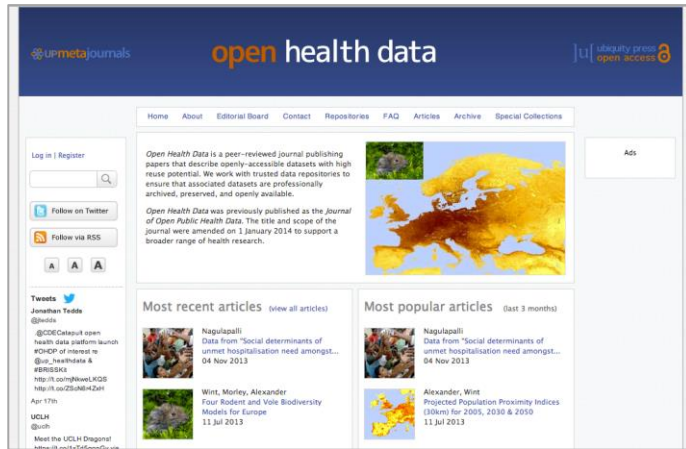 upmetajournals
open health data
]u[ ubiquity press
open access
Home About Editorial Board Contact Repositories FAQ Articles Archive Special Collections
Log in | Register
Follow on Twitter
Follow via RSS
A A A
Tweets
Jonathan Tedds
@jtedds
.@CDECatapult open
health data platform launch
#OHDP of interest re
@up_healthdata &
#BRISSKit
Apr 17th
UCLH
@uclh
Meet the UCLH Dragons!
Open Health Data is a peer-reviewed journal publishing
papers that describe openly-accessible datasets with high
reuse potential. We work with trusted data repositories to
ensure that associated datasets are professionally
archived, preserved, and openly available.
Open Health Data was previously published as the Journal
of Open Public Health Data. The title and scope of the
journal were amended on 1 January 2014 to support a
broader range of health research.
Most recent articles (view all articles)
Nagulapalli
Data from "Social determinants of
unmet hospitalisation need amongst...
04 Nov 2013
Wint, Morley, Alexander
Four Rodent and Vole Biodiversity
Models for Europe
11 Jul 2013
Most popular articles (last 3 months)
Nagulapalli
Data from "Social determinants of
unmet hospitalisation need amongst...
04 Nov 2013
Alexander, Wint
Projected Population Proximity Indices
(30km) for 2005, 2030 & 2050
11 Jul 2013
Ads